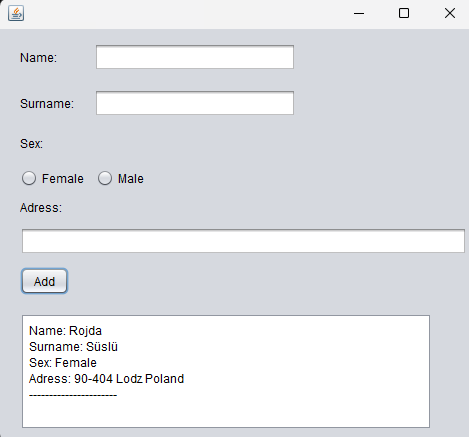 Name:
Surname:
Sex:
Female Male
Adress:
Add
Name: Rojda
Surname: Süslü
Sex: Female
Adress: 90-404 Lodz Poland
----------------------